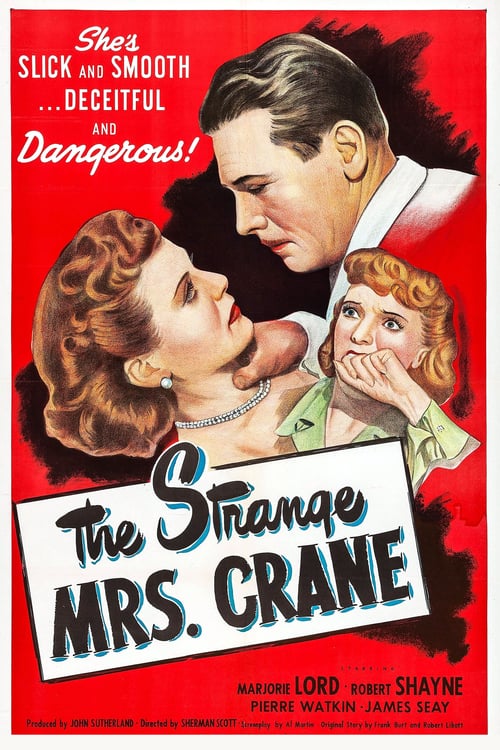 She's
SLICK AND SMOOTH
...DECEITFUL
AND
Dangerous!
The Strange
MRS. CRANE
STARRING
MARJORIE LORD · ROBERT SHAYNE
PIERRE WATKIN · JAMES SEAY
Produced by JOHN SUTHERLAND · Directed by SHERMAN SCOTT · Screenplay by Al Martin · Original Story by Frank Burt and Robert Libott